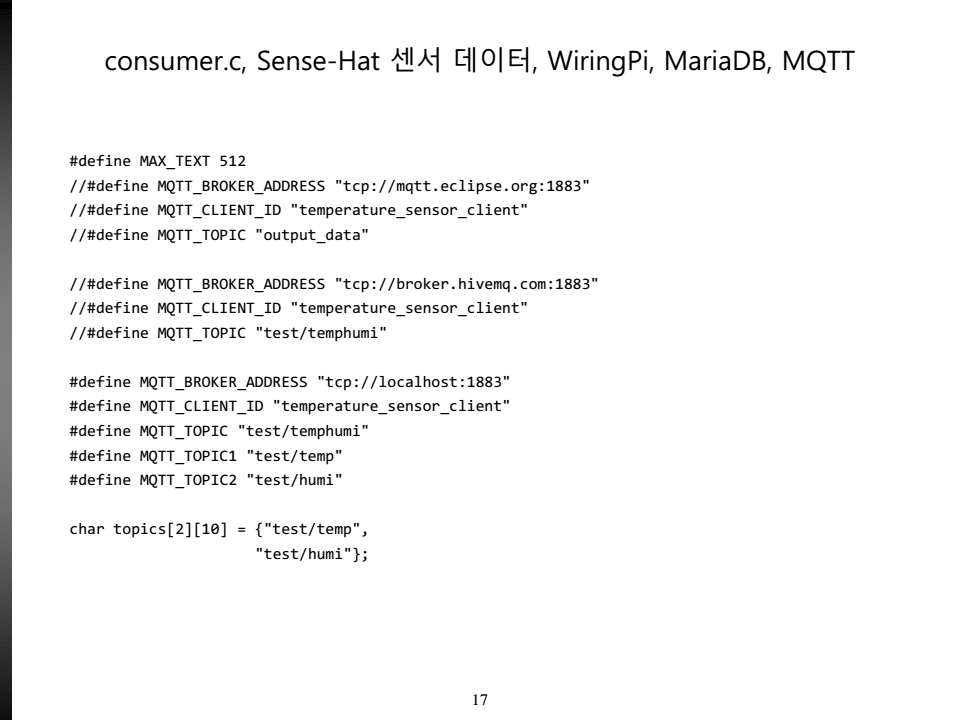 consumer.c, Sense-Hat 센서 데이터, WiringPi, MariaDB, MQTT
#define MAX_TEXT 512
//#define MQTT_BROKER_ADDRESS "tcp://mqtt.eclipse.org:1883"
//#define MQTT_CLIENT_ID "temperature_sensor_client"
//#define MQTT_TOPIC "output_data"
//#define MQTT_BROKER_ADDRESS "tcp://broker.hivemq.com:1883"
//#define MQTT_CLIENT_ID "temperature_sensor_client"
//#define MQTT_TOPIC "test/temphumi"
#define MQTT_BROKER_ADDRESS "tcp://localhost:1883"
#define MQTT_CLIENT_ID "temperature_sensor_client"
#define MQTT_TOPIC "test/temphumi"
#define MQTT_TOPIC1 "test/temp"
#define MQTT_TOPIC2 "test/humi"
char topics[2][10] = {"test/temp",
"test/humi"};
17